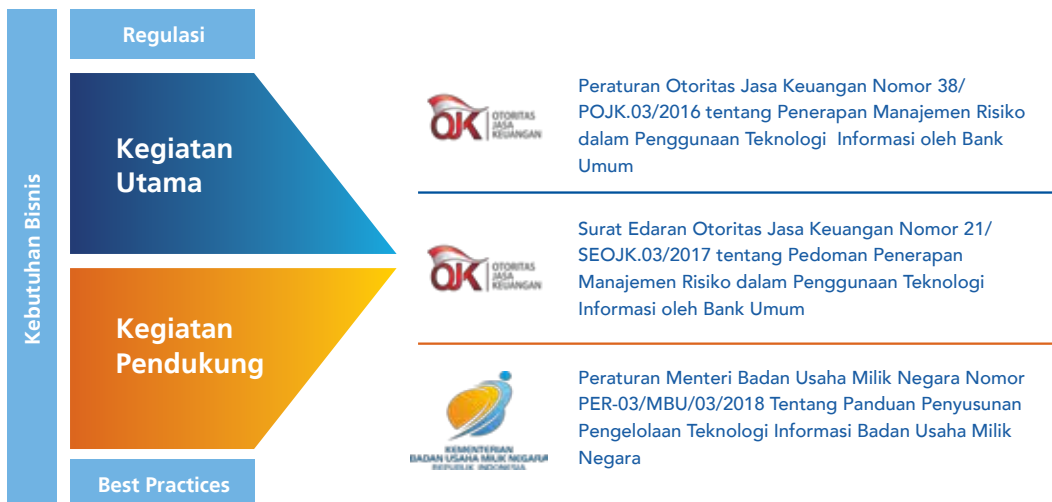 Kebutuhan Bisnis
Regulasi
Kegiatan
Utama
Kegiatan
Pendukung
Best Practices
OJK OTORITAS
JASA
KEUANGAN
Peraturan Otoritas Jasa Keuangan Nomor 38/
POJK.03/2016 tentang Penerapan Manajemen Risiko
dalam Penggunaan Teknologi Informasi oleh Bank
Umum
OJK OTORITAS
JASA
KEUANGAN
Surat Edaran Otoritas Jasa Keuangan Nomor 21/
SEOJK.03/2017 tentang Pedoman Penerapan
Manajemen Risiko dalam Penggunaan Teknologi
Informasi oleh Bank Umum
KEMENTERIAN
BADAN USAHA MILIK NEGARA
REPUBLIK INDONESIA
Peraturan Menteri Badan Usaha Milik Negara Nomor
PER-03/MBU/03/2018 Tentang Panduan Penyusunan
Pengelolaan Teknologi Informasi Badan Usaha Milik
Negara